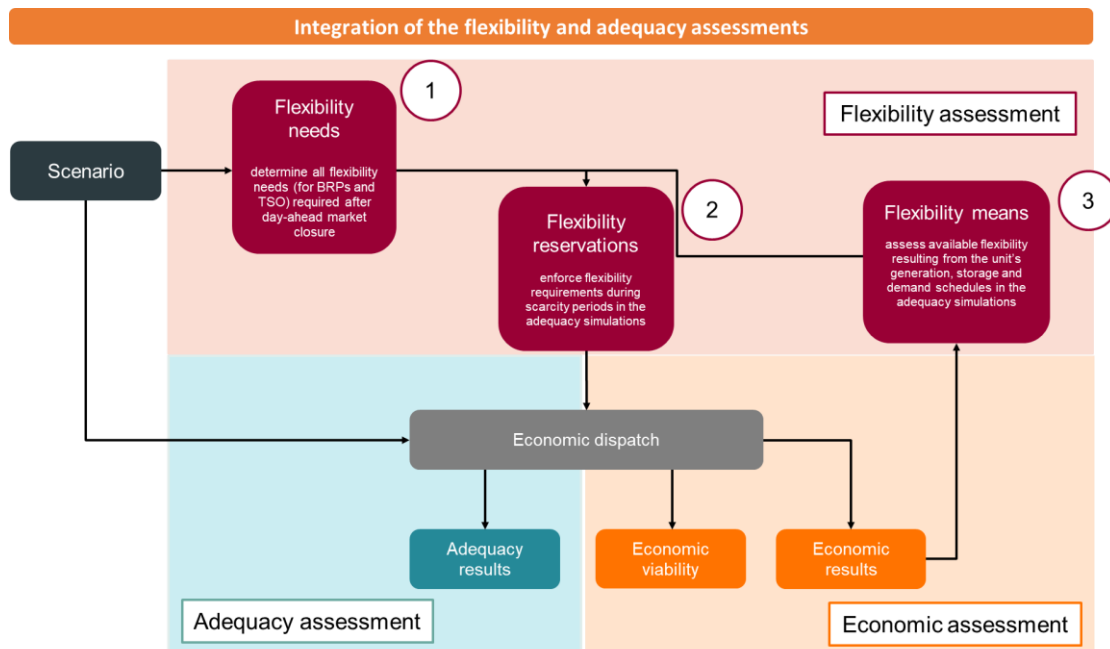 Integration of the flexibility and adequacy assessments
1
Flexibility
needs
determine all flexibility
needs (for BRPs and
TSO) required after
day-ahead market
closure
Flexibility assessment
Scenario
2
Flexibility
reservations
enforce flexibility
requirements during
scarcity periods in the
adequacy simulations
3
Flexibility means
assess available flexibility
resulting from the unit's
generation, storage and
demand schedules in the
adequacy simulations
Economic dispatch
Adequacy
results
Economic
viability
Economic
results
Adequacy assessment
Economic assessment